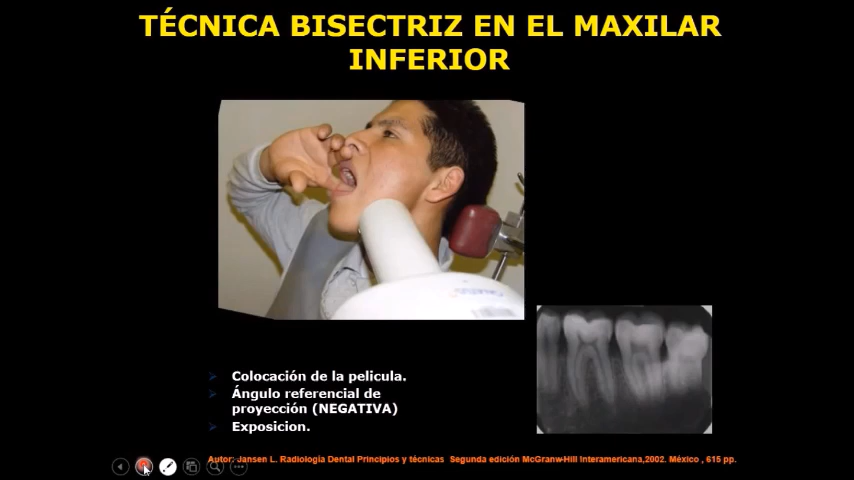 TÉCNICA BISECTRIZ EN EL MAXILAR
INFERIOR
Colocación de la pelicula.
Ángulo referencial de
proyección (NEGATIVA)
Exposicion.
Autor: Jansen L. Radiología Dental Principios y técnicas Segunda edición McGranw-Hill Interamericana,2002. México , 615 pp.